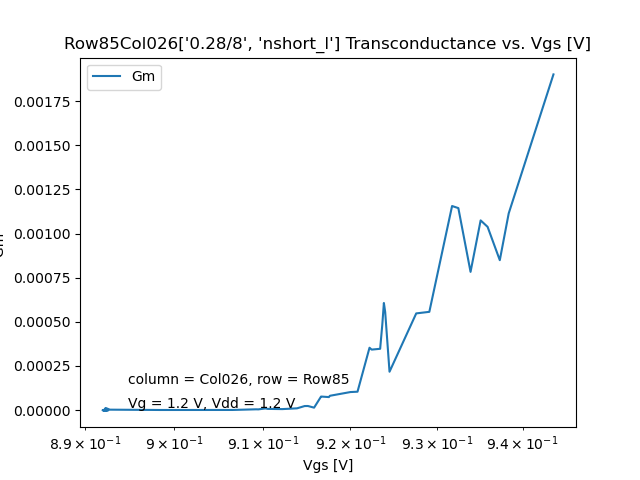 Row85Col026['0.28/8', 'nshort_l'] Transconductance vs. Vgs [V]
Gm
0.00175
0.00150
0.00125
0.00100
0.00075
0.00050
0.00025
0.00000
column = Col026, row = Row85
Vg = 1.2 V, Vdd = 1.2 V
8.9 × 10⁻¹ 9 × 10⁻¹ 9.1 × 10⁻¹ 9.2 × 10⁻¹ 9.3 × 10⁻¹ 9.4 × 10⁻¹
Vgs [V]